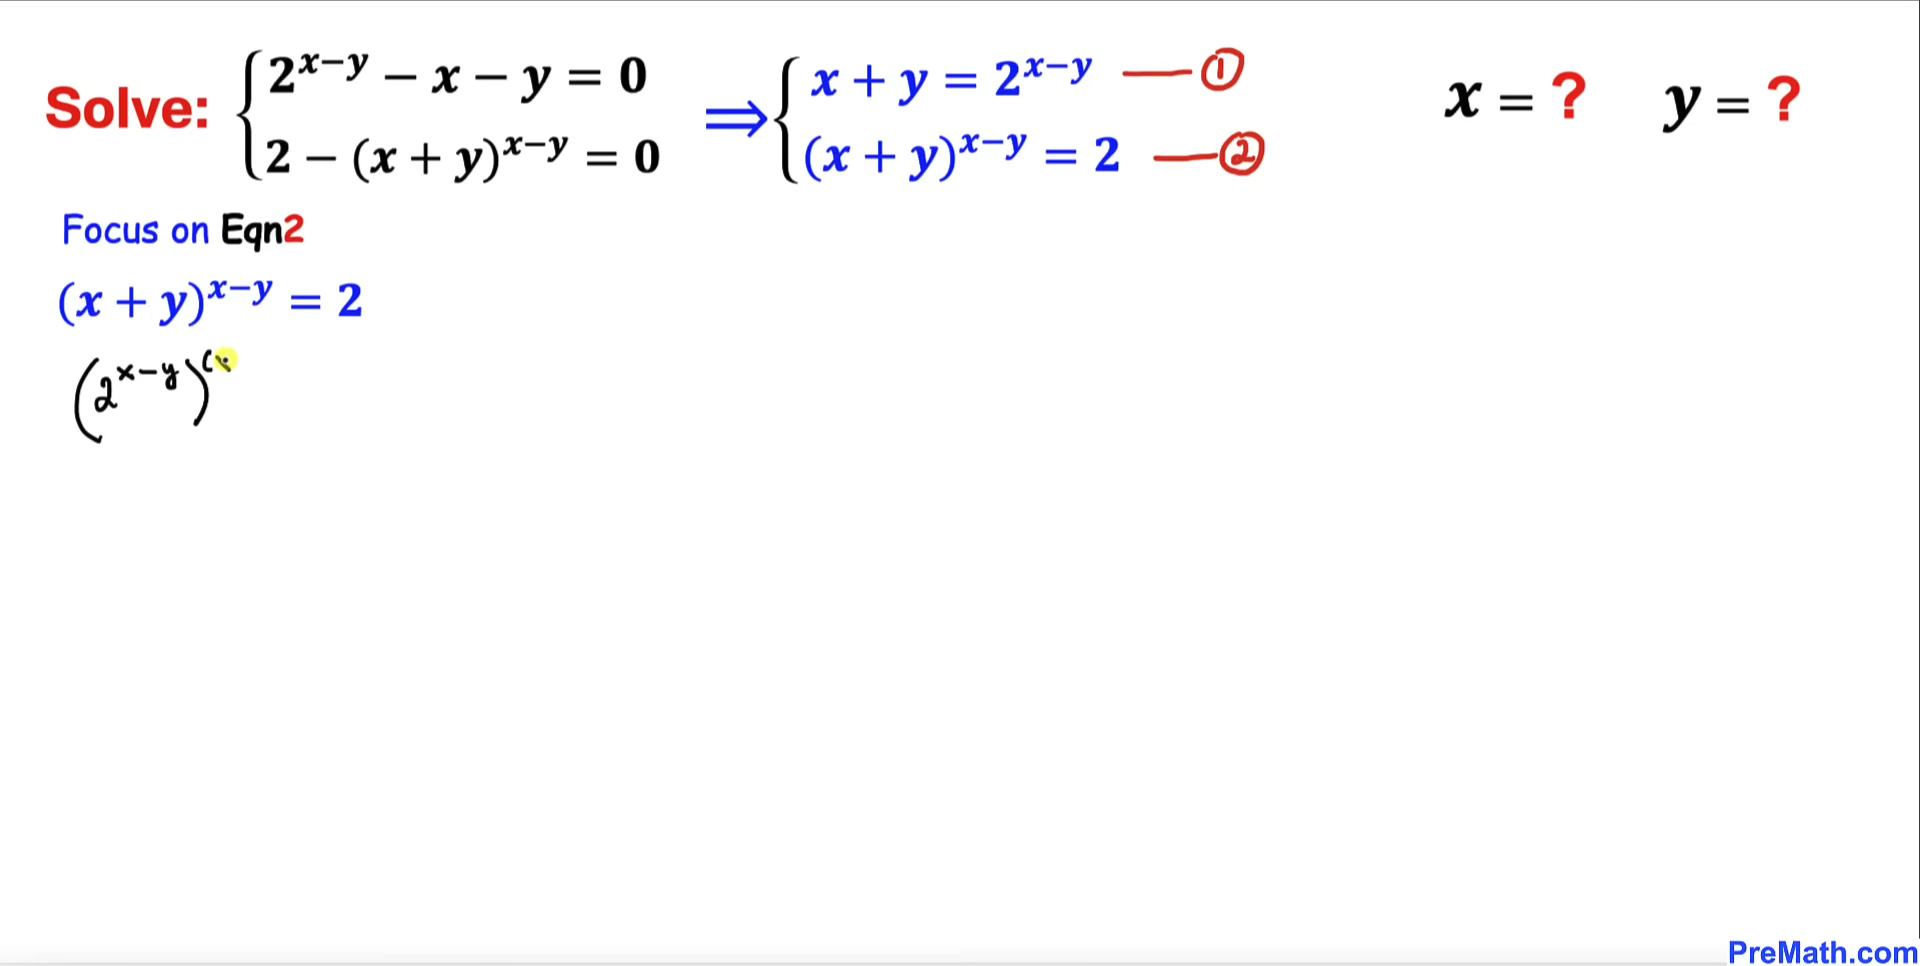 Solve: { 2^{x−y} − x − y = 0 ⇒ { x + y = 2^{x−y} —① x = ? y = ?
2 − (x + y)^{x−y} = 0 (x + y)^{x−y} = 2 —②
Focus on Eqn2
(x + y)^{x−y} = 2
(2^{x−y})^{(x
PreMath.com